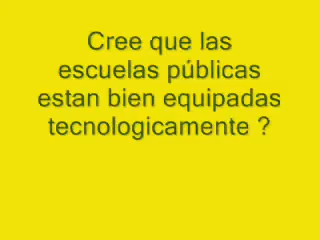 Cree que las
escuelas públicas
estan bien equipadas
tecnologicamente ?